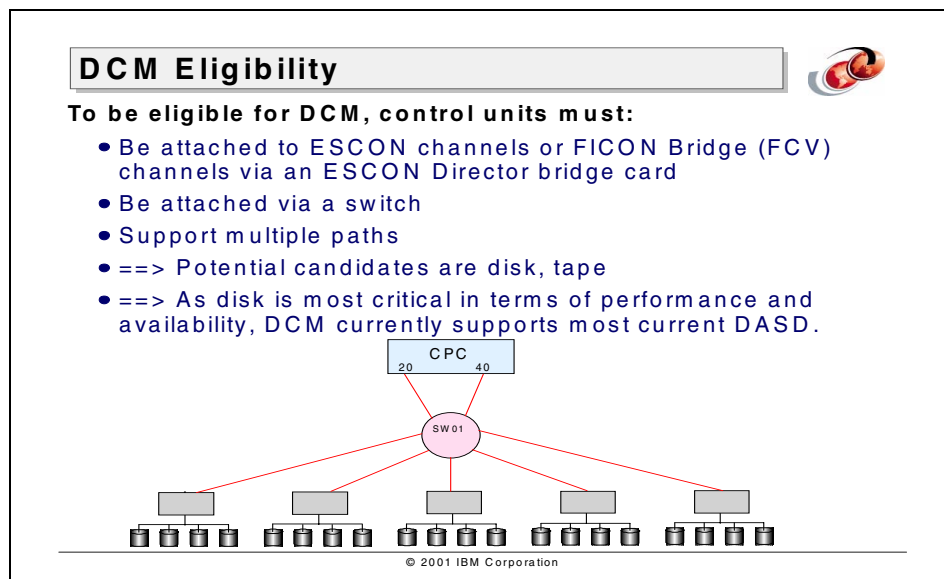 DCM Eligibility
To be eligible for DCM, control units must:
• Be attached to ESCON channels or FICON Bridge (FCV)
channels via an ESCON Director bridge card
• Be attached via a switch
• Support multiple paths
• ==> Potential candidates are disk, tape
• ==> As disk is most critical in terms of performance and
availability, DCM currently supports most current DASD.
CPC
20 40
SW01
© 2001 IBM Corporation